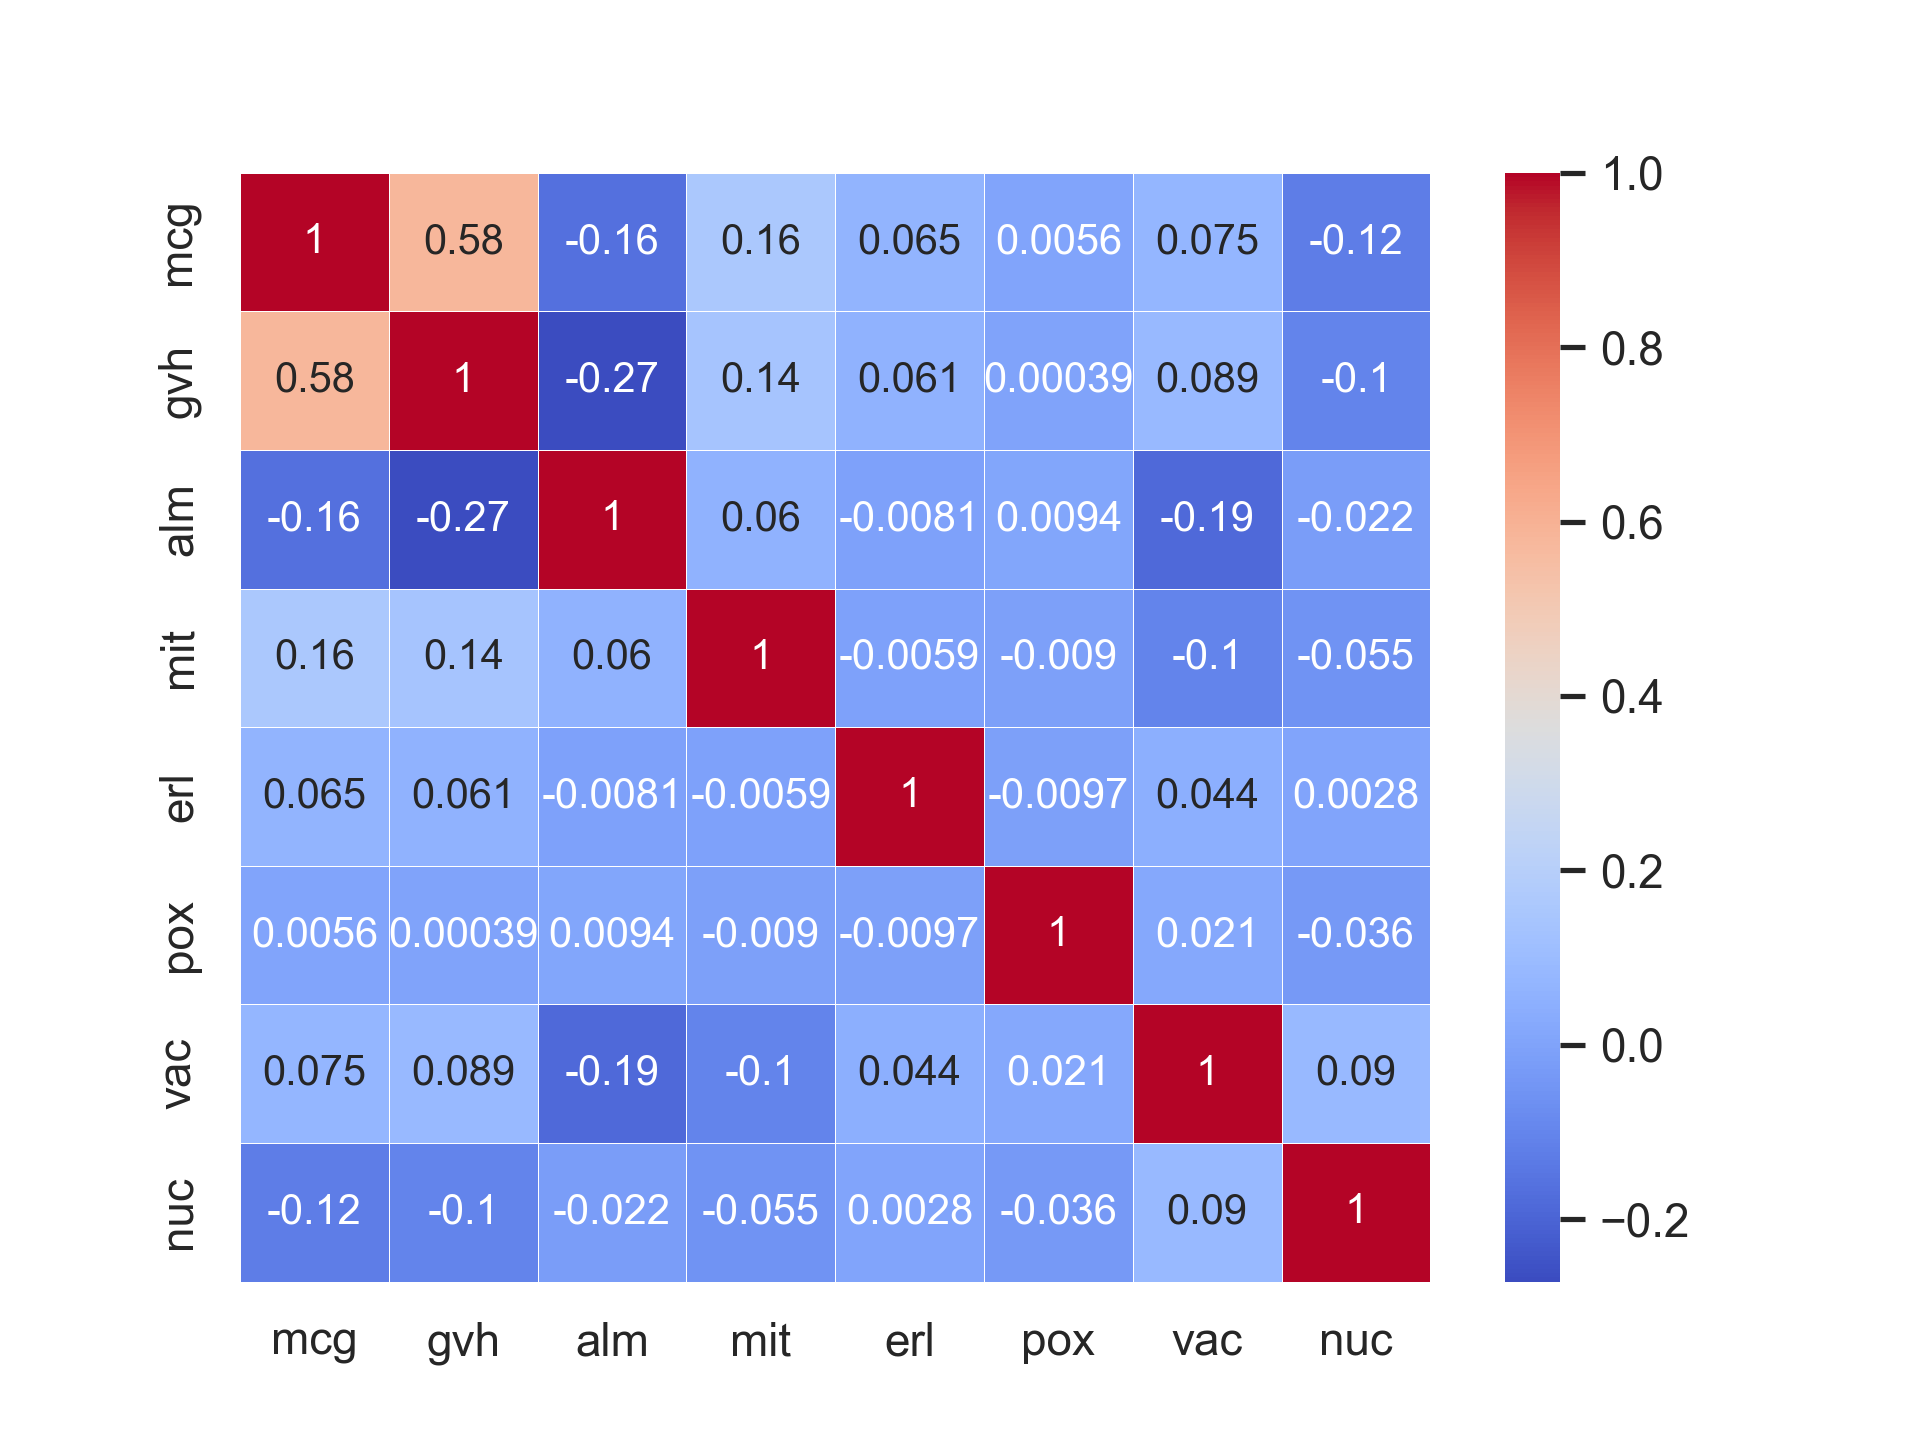 mcg 1 0.58 -0.16 0.16 0.065 0.0056 0.075 -0.12
gvh 0.58 1 -0.27 0.14 0.061 0.00039 0.089 -0.1
alm -0.16 -0.27 1 0.06 -0.0081 0.0094 -0.19 -0.022
mit 0.16 0.14 0.06 1 -0.0059 -0.009 -0.1 -0.055
erl 0.065 0.061 -0.0081 -0.0059 1 -0.0097 0.044 0.0028
pox 0.0056 0.00039 0.0094 -0.009 -0.0097 1 0.021 -0.036
vac 0.075 0.089 -0.19 -0.1 0.044 0.021 1 0.09
nuc -0.12 -0.1 -0.022 -0.055 0.0028 -0.036 0.09 1
mcg gvh alm mit erl pox vac nuc
1.0
0.8
0.6
0.4
0.2
0.0
−0.2